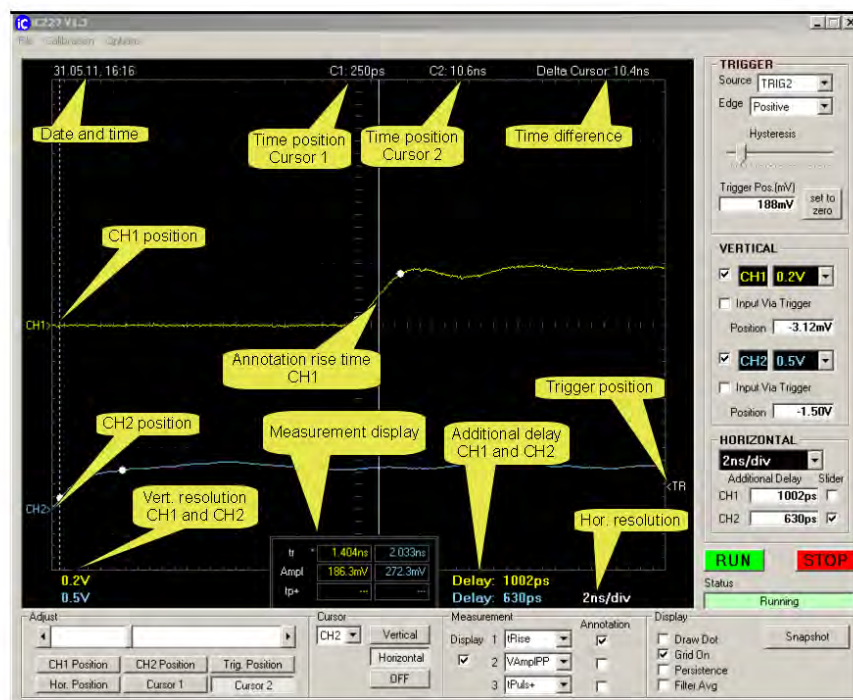 iC227 V1.3
File Calibration Options
31.05.11, 16:16
C1: 250ps
C2: 10.6ns
Delta Cursor: 10.4ns
Date and time
Time position
Cursor 1
Time position
Cursor 2
Time difference
CH1 position
CH1
Annotation rise time
CH1
Trigger position
CH2 position
Measurement display
Additional delay
CH1 and CH2
<TR
CH2
Vert. resolution
CH1 and CH2
Hor. resolution
tr * 1.404ns 2.033ns
Ampl 186.3mV 272.3mV
tp+ --- ---
0.2V
0.5V
Delay: 1002ps
Delay: 630ps
2ns/div
TRIGGER
Source TRIG2
Edge Positive
Hysteresis
Trigger Pos.(mV)
188mV
set to
zero
VERTICAL
CH1 0.2V
Input Via Trigger
Position -3.12mV
CH2 0.5V
Input Via Trigger
Position -1.50V
HORIZONTAL
2ns/div
Additional Delay Slider
CH1 1002ps
CH2 630ps
RUN STOP
Status
Running
Adjust
CH1 Position CH2 Position Trig. Position
Hor. Position Cursor 1 Cursor 2
Cursor
CH2 Vertical
Horizontal
OFF
Measurement Annotation
Display 1 tRise
2 VAmplPP
3 tPuls+
Display
Draw Dot
Grid On
Persistence
Filter.Avg
Snapshot